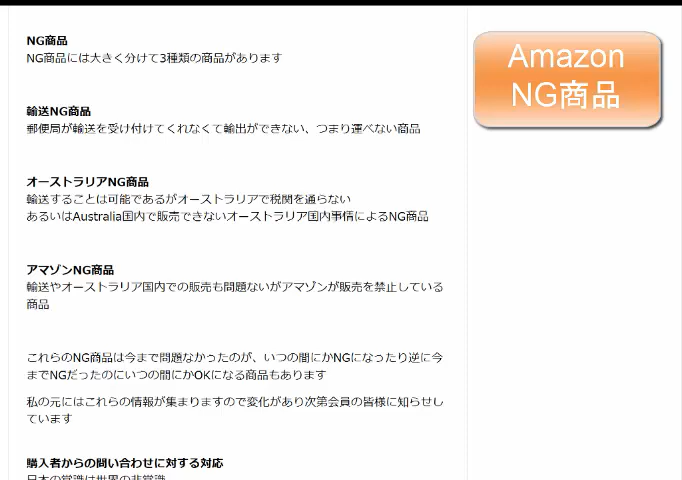 NG商品
NG商品には大きく分けて3種類の商品があります
輸送NG商品
郵便局が輸送を受け付けてくれなくて輸出ができない、つまり運べない商品
オーストラリアNG商品
輸送することは可能であるがオーストラリアで税関を通らない
あるいはAustralia国内で販売できないオーストラリア国内事情によるNG商品
アマゾンNG商品
輸送やオーストラリア国内での販売も問題ないがアマゾンが販売を禁止している
商品
これらのNG商品は今まで問題なかったのが、いつの間にかNGになったり逆に今
までNGだったのにいつの間にかOKになる商品もあります
私の元にはこれらの情報が集まりますので変化があり次第会員の皆様に知らせし
ています
購入者からの問い合わせに対する対応
日本の常識は世界の非常識
Amazon
NG商品